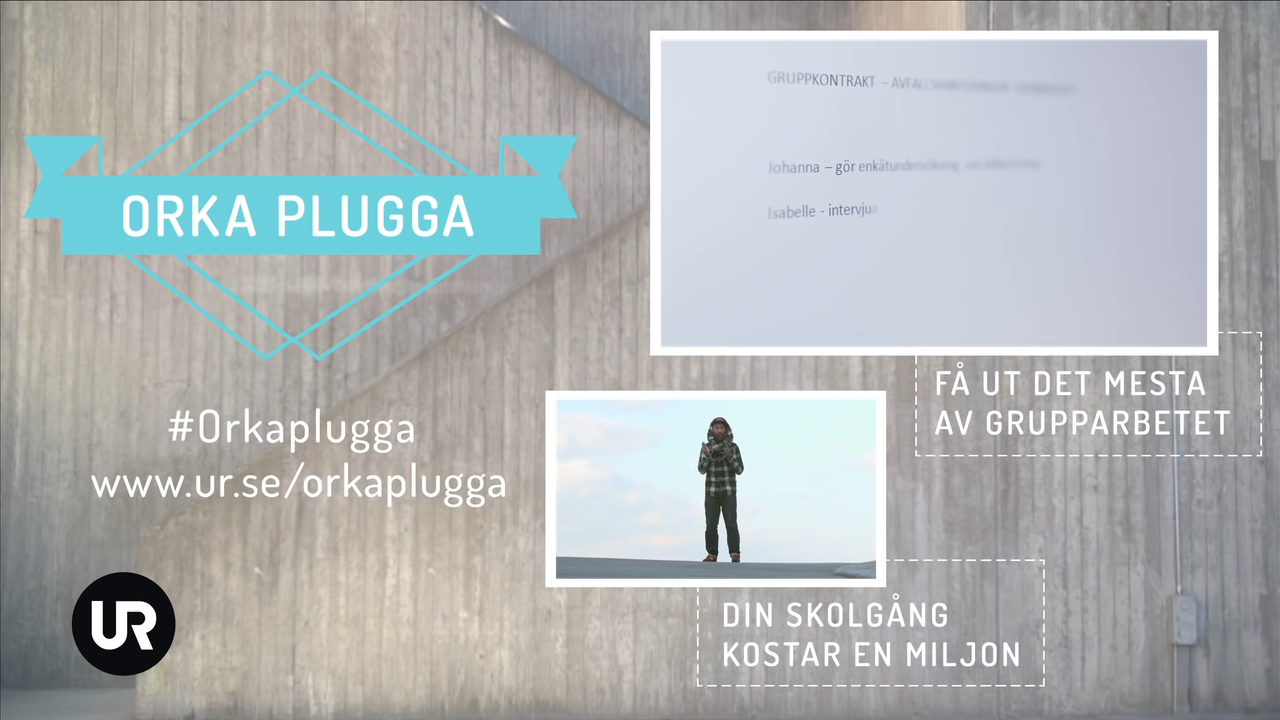 ORKA PLUGGA
#Orkaplugga
www.ur.se/orkaplugga
UR
GRUPPKONTRAKT –
Johanna – gör enkätundersökning
Isabelle - intervju
FÅ UT DET MESTA
AV GRUPPARBETET
DIN SKOLGÅNG
KOSTAR EN MILJON